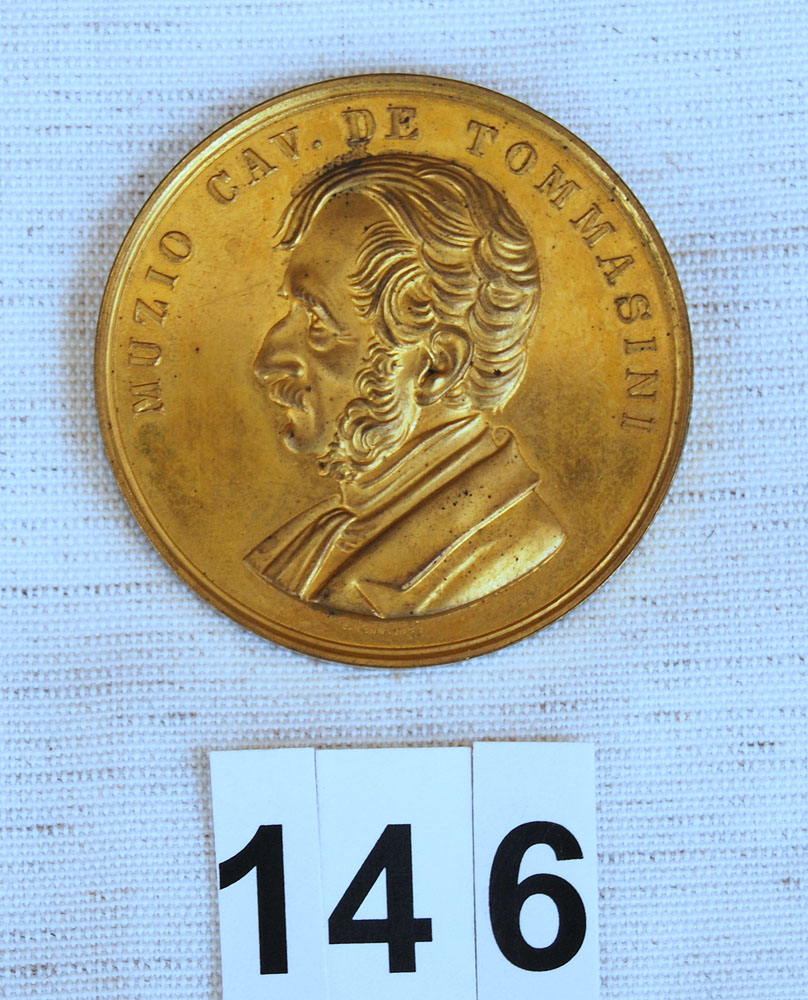 MUZIO CAV. DE TOMMASINI
146